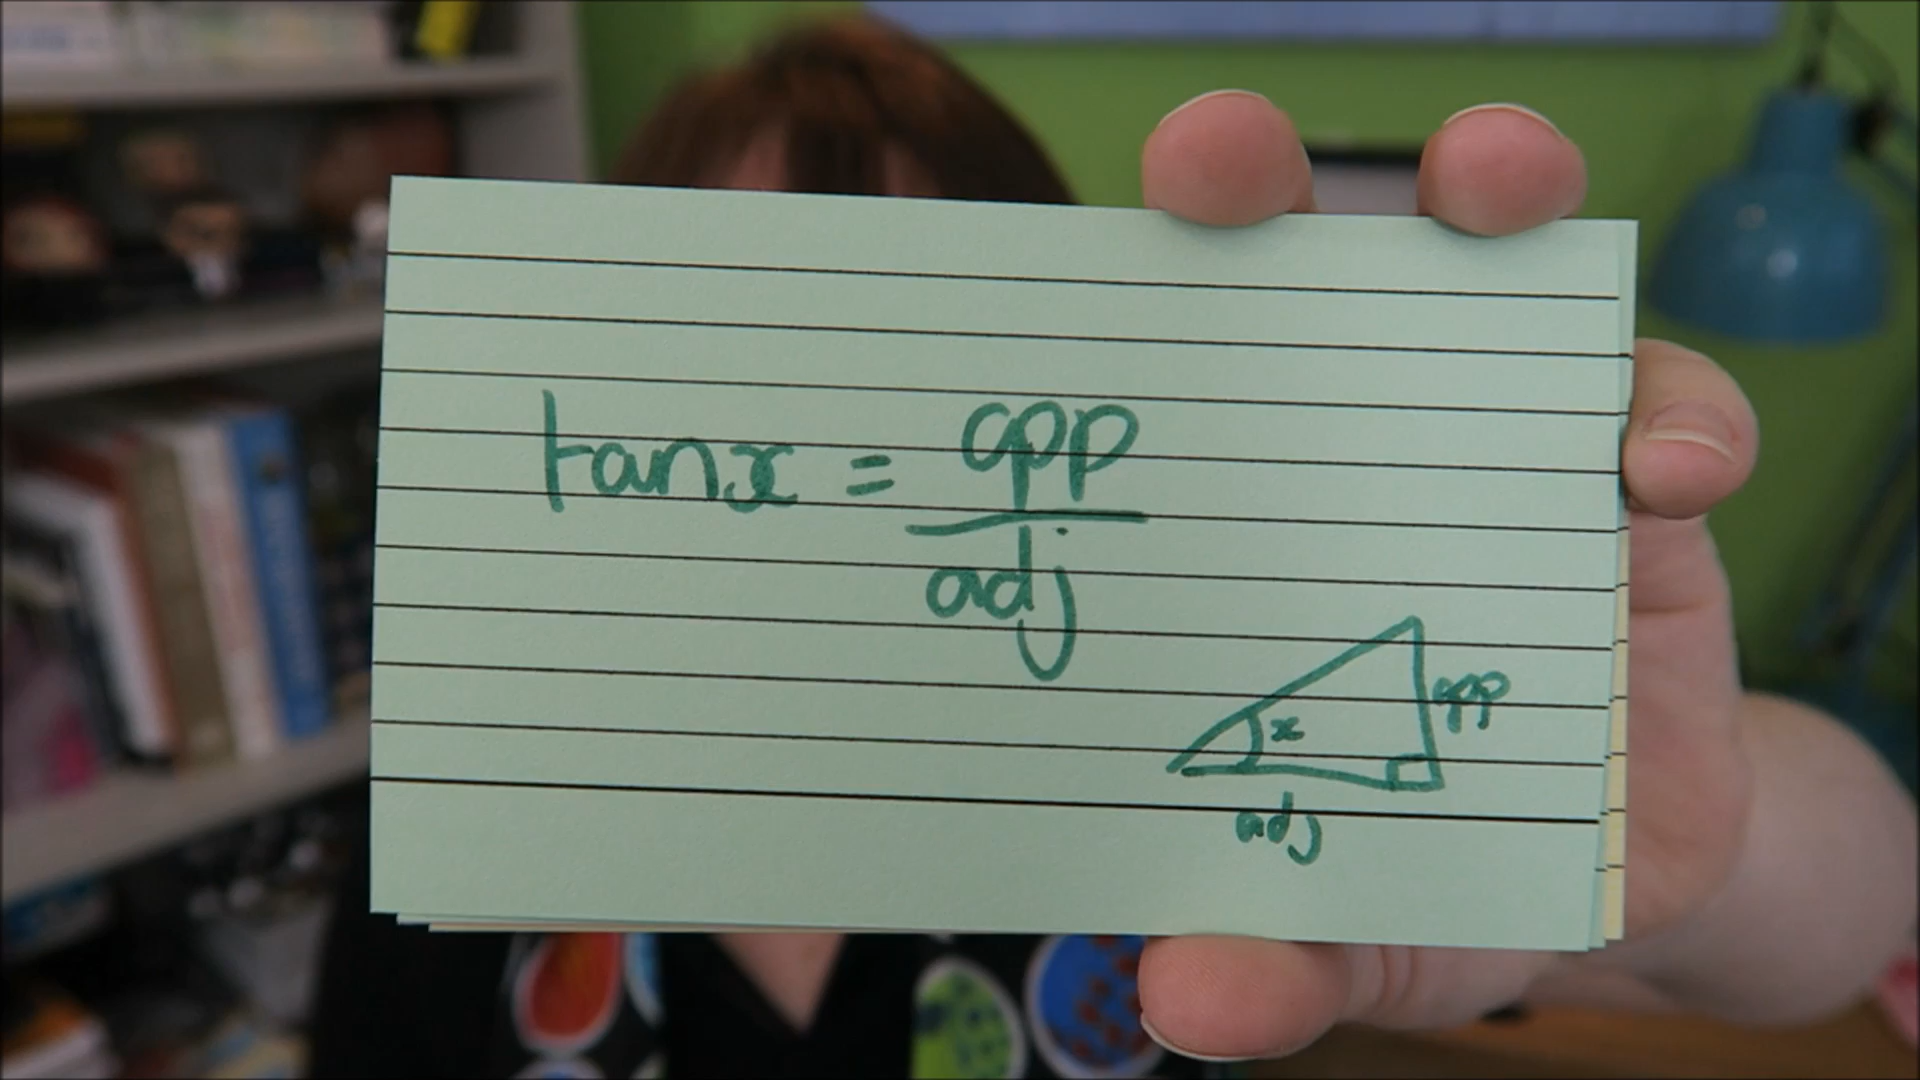 tan x = opp
adj
x
opp
adj